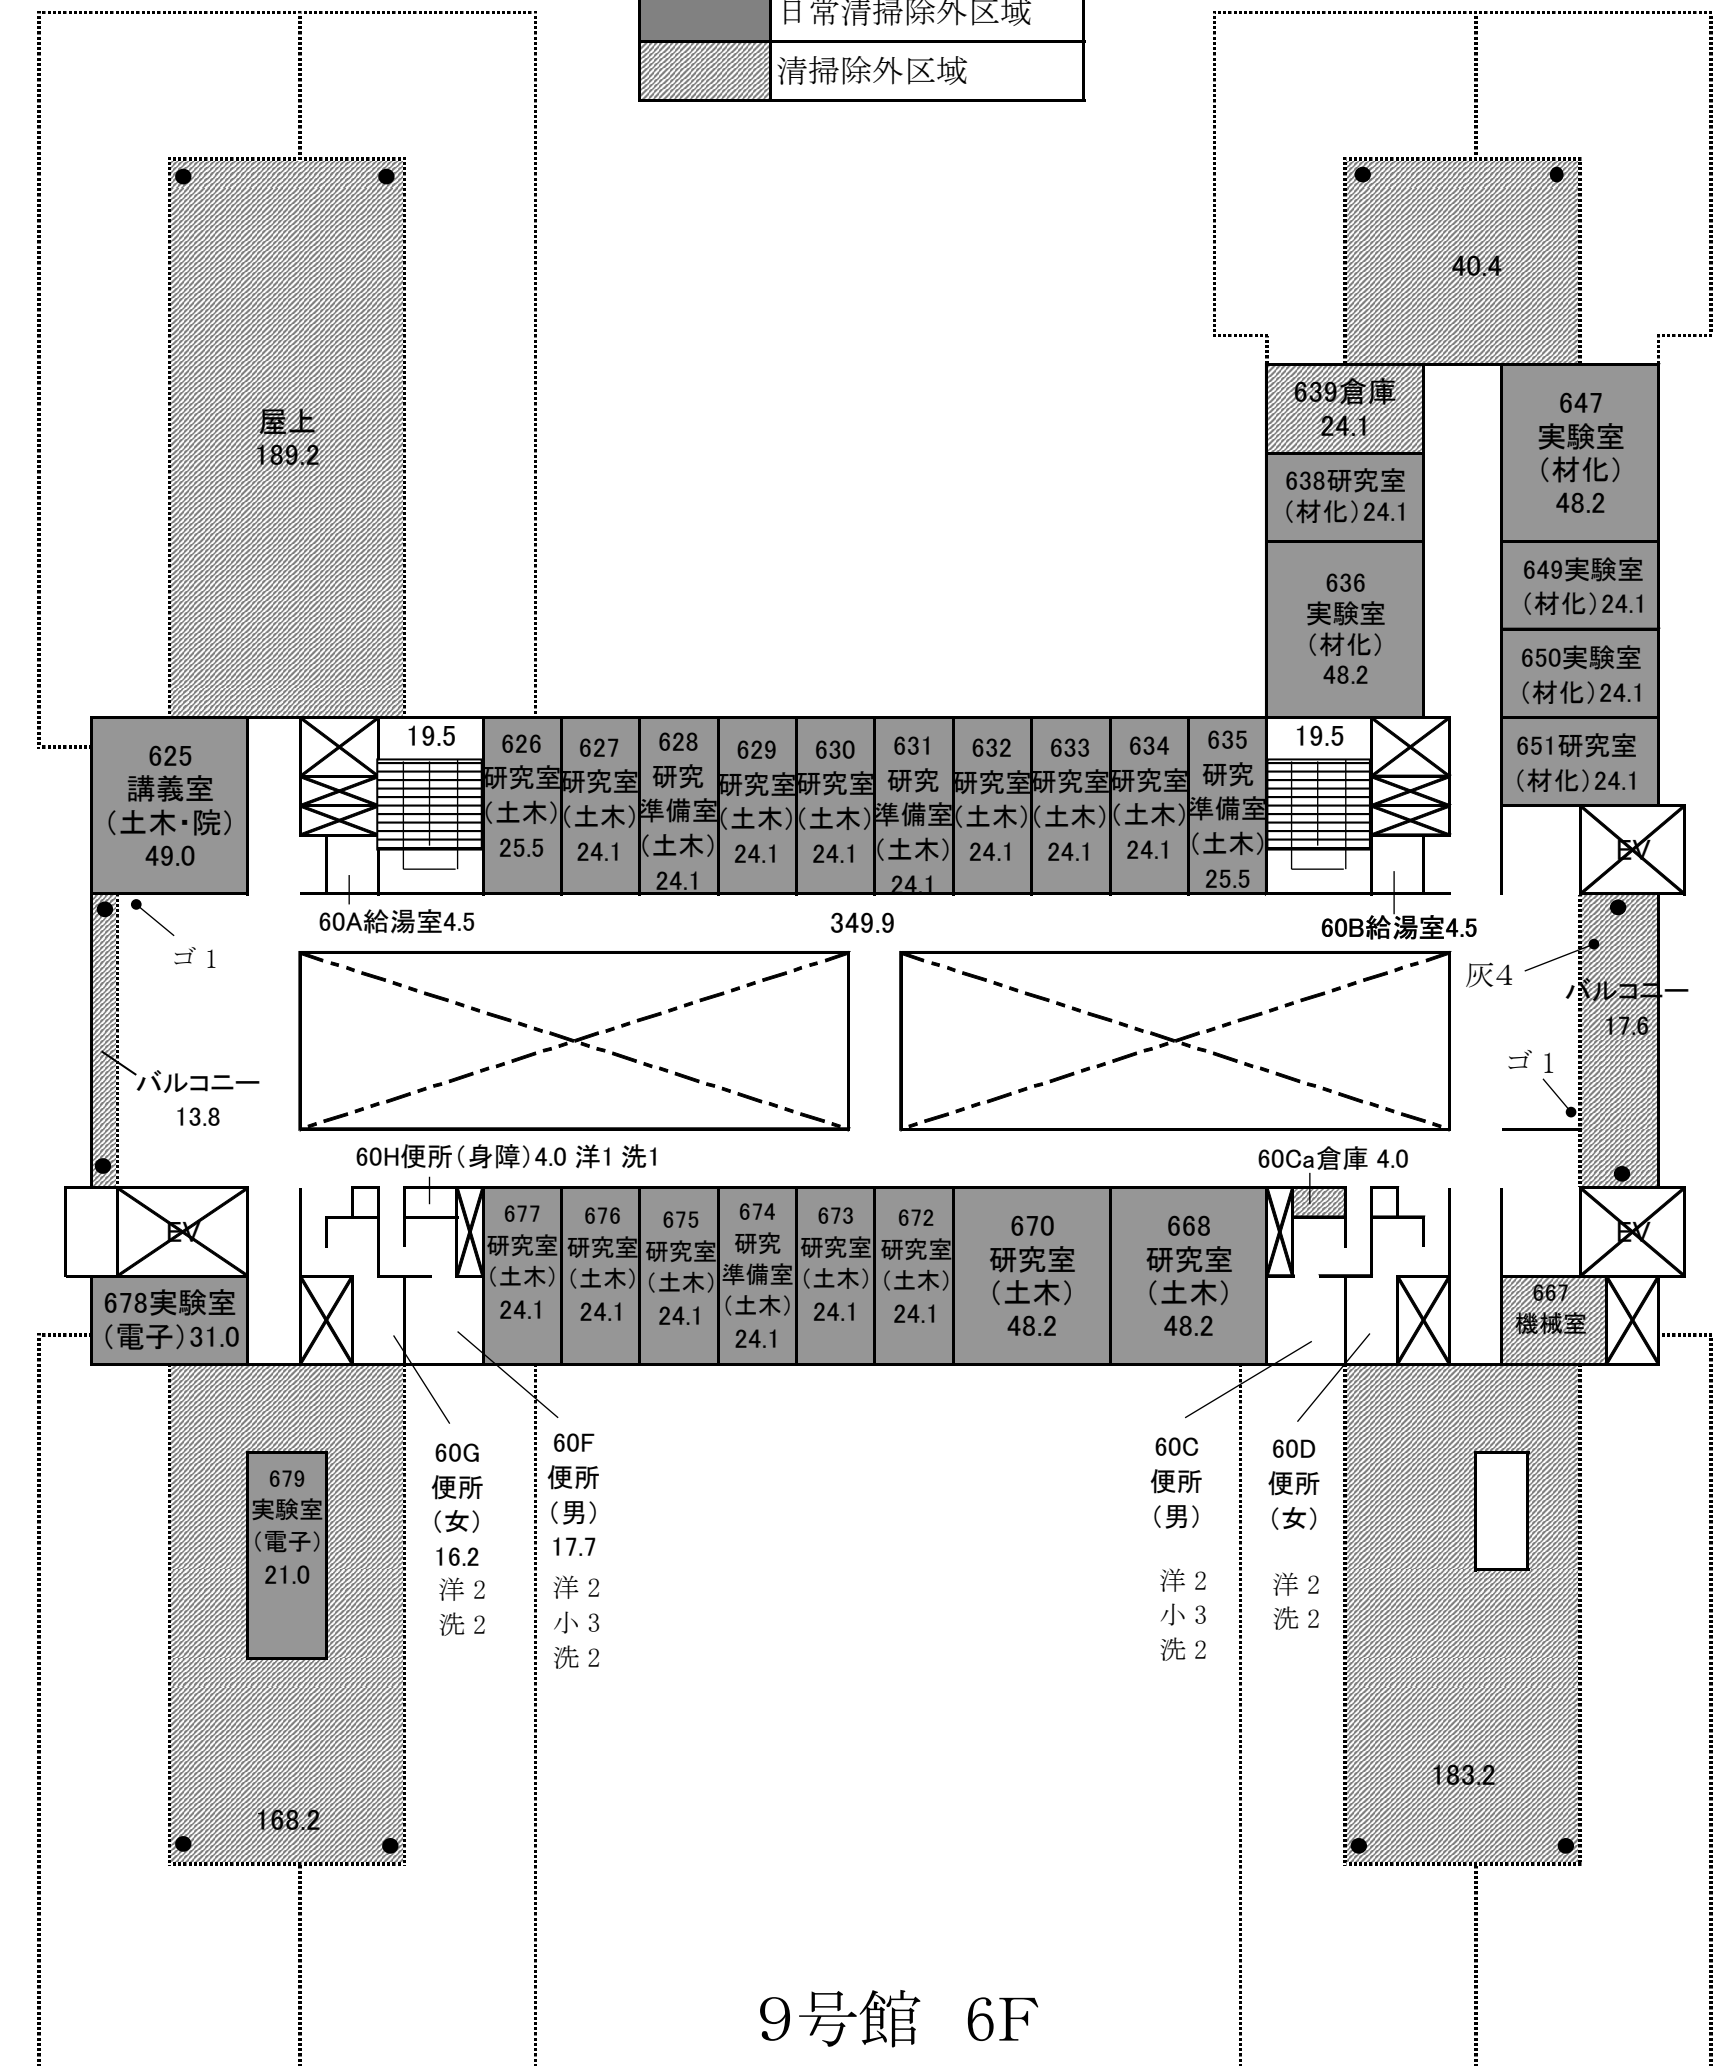 日常清掃除外区域
清掃除外区域
40.4
屋上
189.2
639倉庫
24.1
638研究室
(材化)24.1
636
実験室
(材化)
48.2
647
実験室
(材化)
48.2
649実験室
(材化)24.1
650実験室
(材化)24.1
651研究室
(材化)24.1
625
講義室
(土木・院)
49.0
19.5
626
研究室
(土木)
25.5
627
研究室
(土木)
24.1
628
研究
準備室
(土木)
24.1
629
研究室
(土木)
24.1
630
研究室
(土木)
24.1
631
研究
準備室
(土木)
24.1
632
研究室
(土木)
24.1
633
研究室
(土木)
24.1
634
研究室
(土木)
24.1
635
研究
準備室
(土木)
25.5
19.5
EV
60A給湯室4.5
349.9
60B給湯室4.5
ゴ1
灰4
バルコニー
17.6
ゴ1
バルコニー
13.8
60H便所(身障)4.0 洋1 洗1
60Ca倉庫 4.0
EV
678実験室
(電子)31.0
677
研究室
(土木)
24.1
676
研究室
(土木)
24.1
675
研究室
(土木)
24.1
674
研究
準備室
(土木)
24.1
673
研究室
(土木)
24.1
672
研究室
(土木)
24.1
670
研究室
(土木)
48.2
668
研究室
(土木)
48.2
EV
667
機械室
60G
便所
(女)
16.2
洋2
洗2
60F
便所
(男)
17.7
洋2
小3
洗2
60C
便所
(男)
洋2
小3
洗2
60D
便所
(女)
洋2
洗2
679
実験室
(電子)
21.0
168.2
183.2
9号館 6F